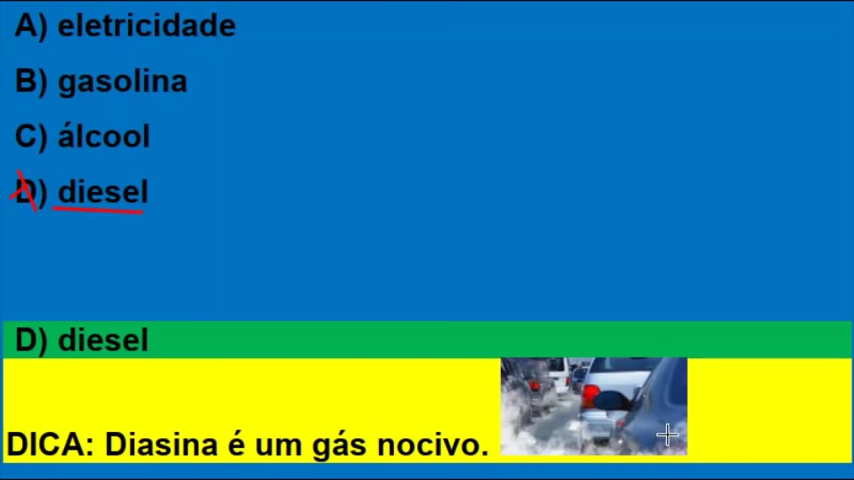 A) eletricidade
B) gasolina
C) álcool
D) diesel
D) diesel
DICA: Diasina é um gás nocivo.